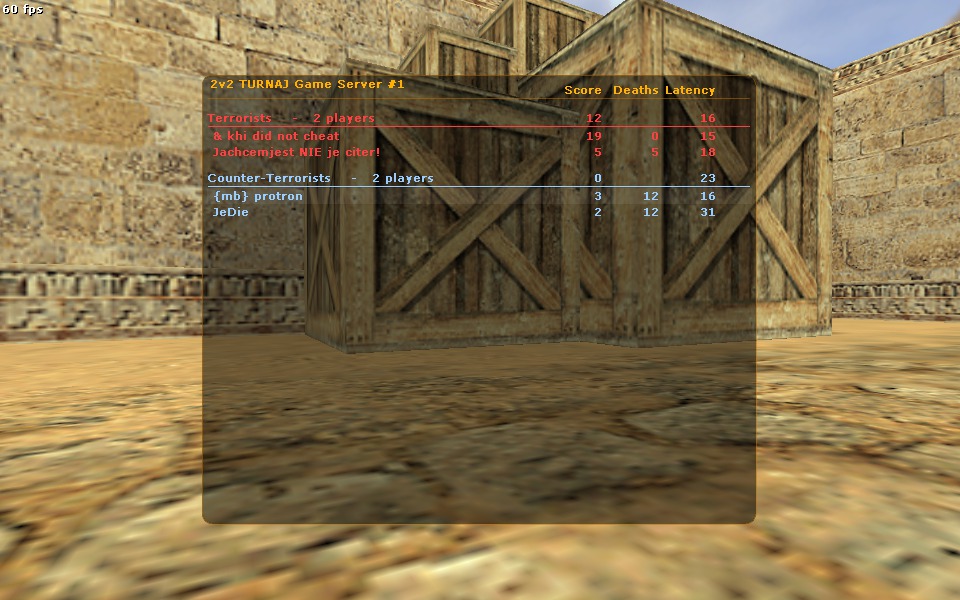 60 fps
2v2 TURNAJ Game Server #1
Score Deaths Latency
Terrorists - 2 players 12 16
& khi did not cheat 19 0 15
Jachcemjest NIE je citer! 5 5 18
Counter-Terrorists - 2 players 0 23
{mb} protron 3 12 16
JeDie 2 12 31